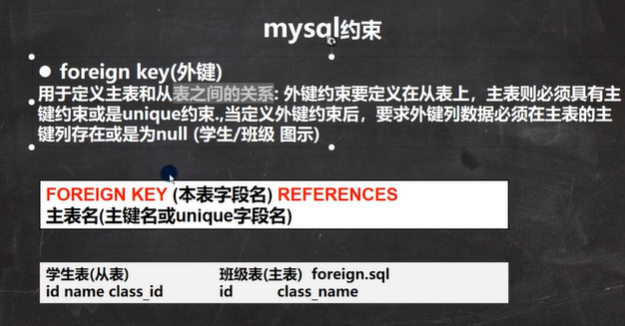 mysql约束
● foreign key(外键)
用于定义主表和从表之间的关系: 外键约束要定义在从表上，主表则必须具有主
键约束或是unique约束.,当定义外键约束后，要求外键列数据必须在主表的主
键列存在或是为null (学生/班级 图示)
FOREIGN KEY (本表字段名) REFERENCES
主表名(主键名或unique字段名)
学生表(从表) 班级表(主表) foreign.sql
id name class_id id class_name